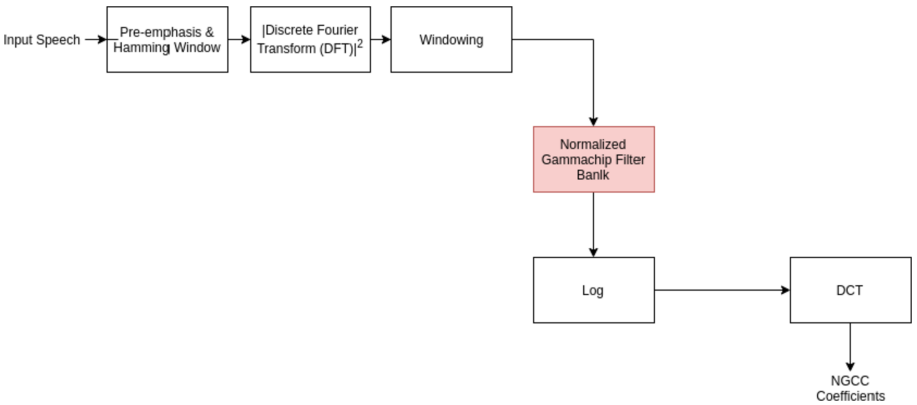 Input Speech
Pre-emphasis &
Hamming Window
|Discrete Fourier
Transform (DFT)|²
Windowing
Normalized
Gammachip Filter
Banlk
Log
DCT
NGCC
Coefficients